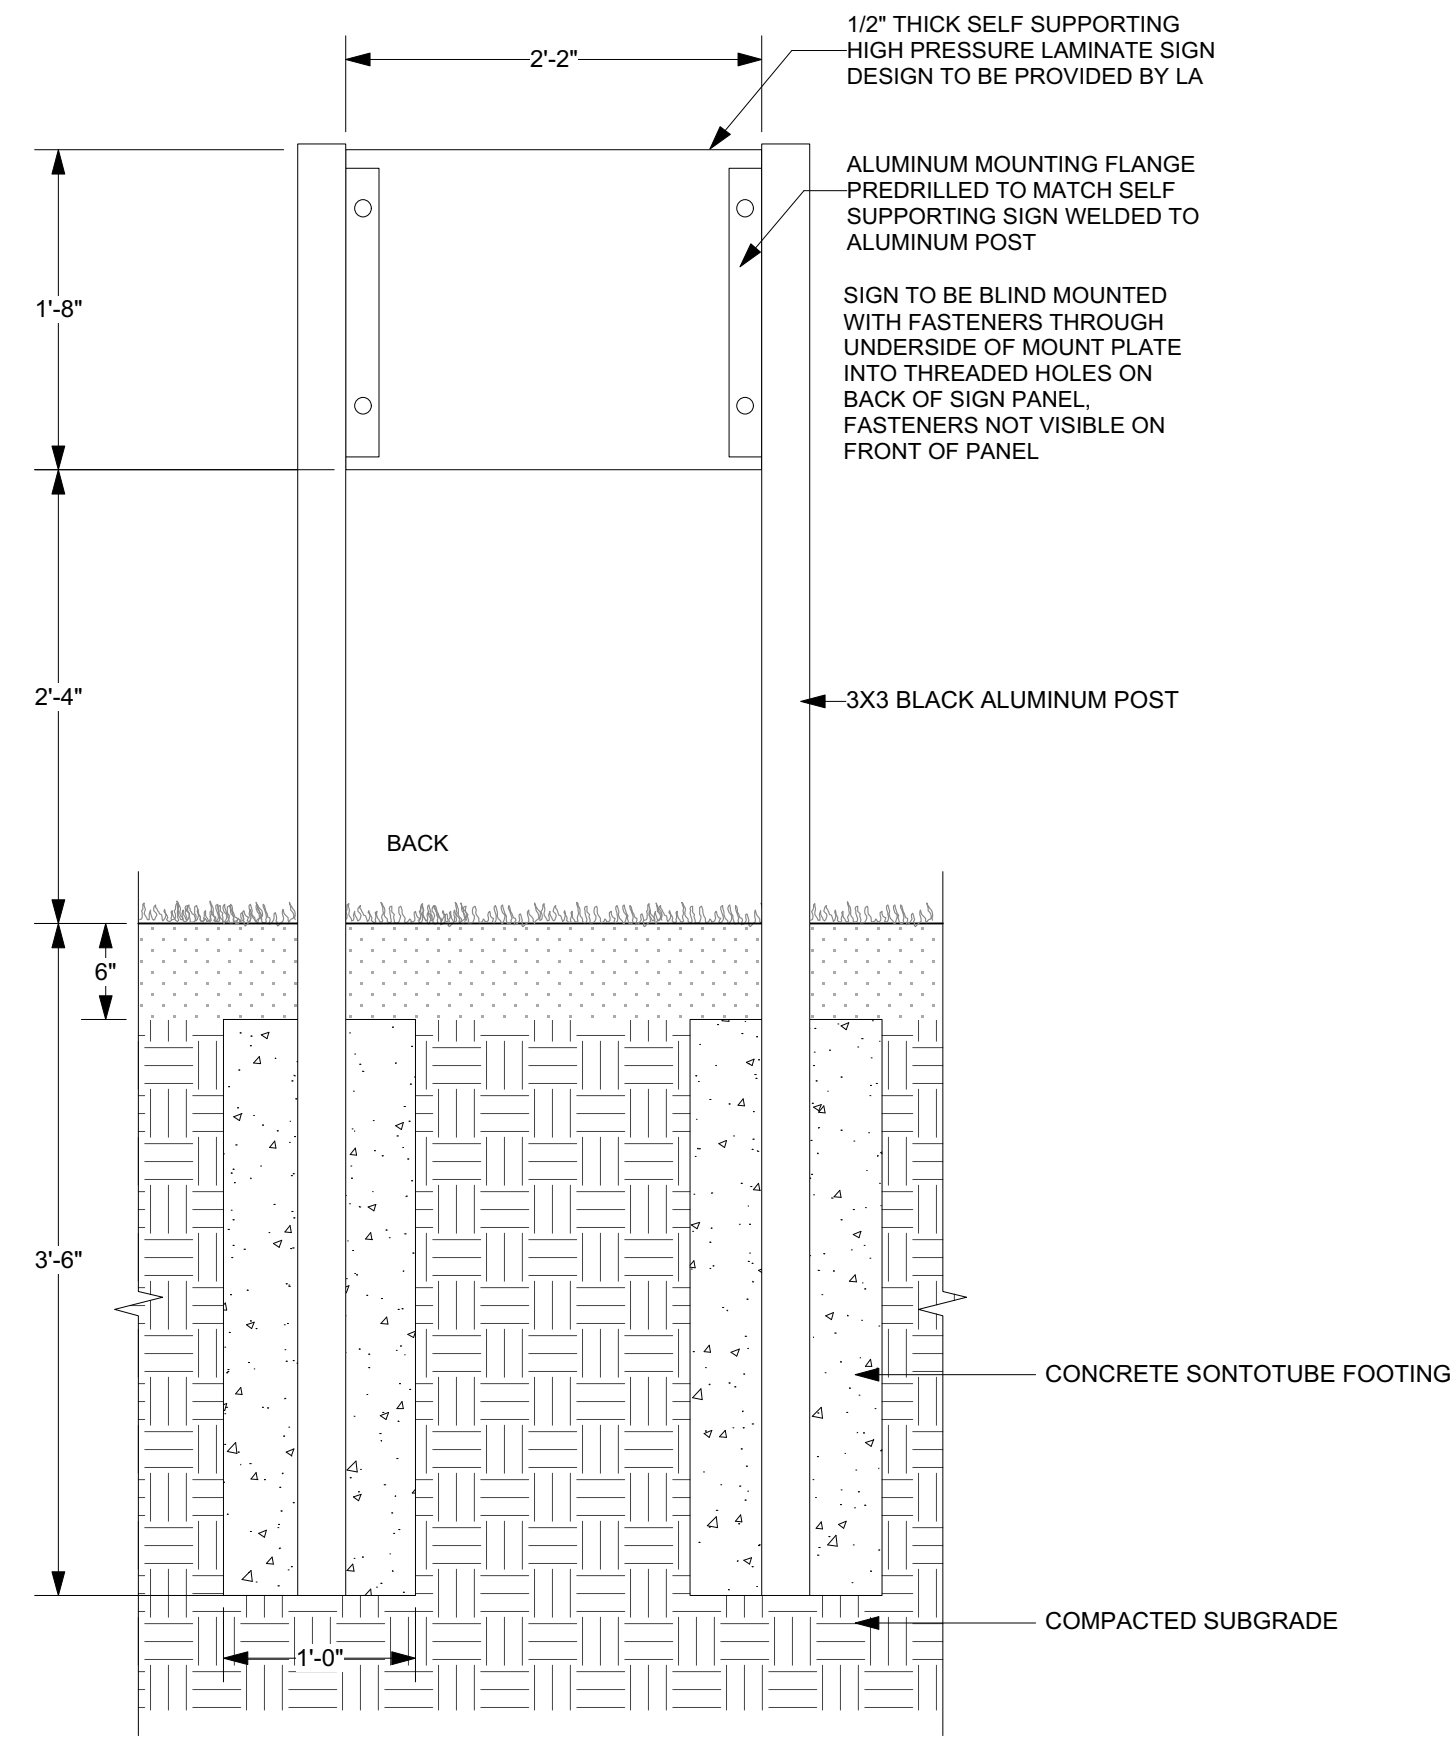 2'-2"
1/2" THICK SELF SUPPORTING
HIGH PRESSURE LAMINATE SIGN
DESIGN TO BE PROVIDED BY LA
ALUMINUM MOUNTING FLANGE
PREDRILLED TO MATCH SELF
SUPPORTING SIGN WELDED TO
ALUMINUM POST
1'-8"
SIGN TO BE BLIND MOUNTED
WITH FASTENERS THROUGH
UNDERSIDE OF MOUNT PLATE
INTO THREADED HOLES ON
BACK OF SIGN PANEL,
FASTENERS NOT VISIBLE ON
FRONT OF PANEL
2'-4"
3X3 BLACK ALUMINUM POST
BACK
6"
3'-6"
CONCRETE SONTOTUBE FOOTING
COMPACTED SUBGRADE
1'-0"